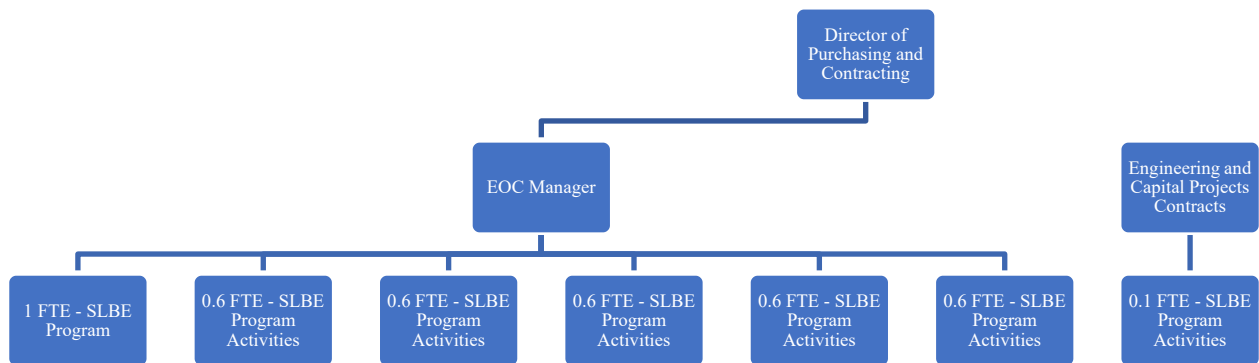 Director of
Purchasing and
Contracting
EOC Manager
Engineering and
Capital Projects
Contracts
1 FTE - SLBE
Program
0.6 FTE - SLBE
Program
Activities
0.6 FTE - SLBE
Program
Activities
0.6 FTE - SLBE
Program
Activities
0.6 FTE - SLBE
Program
Activities
0.6 FTE - SLBE
Program
Activities
0.1 FTE - SLBE
Program
Activities